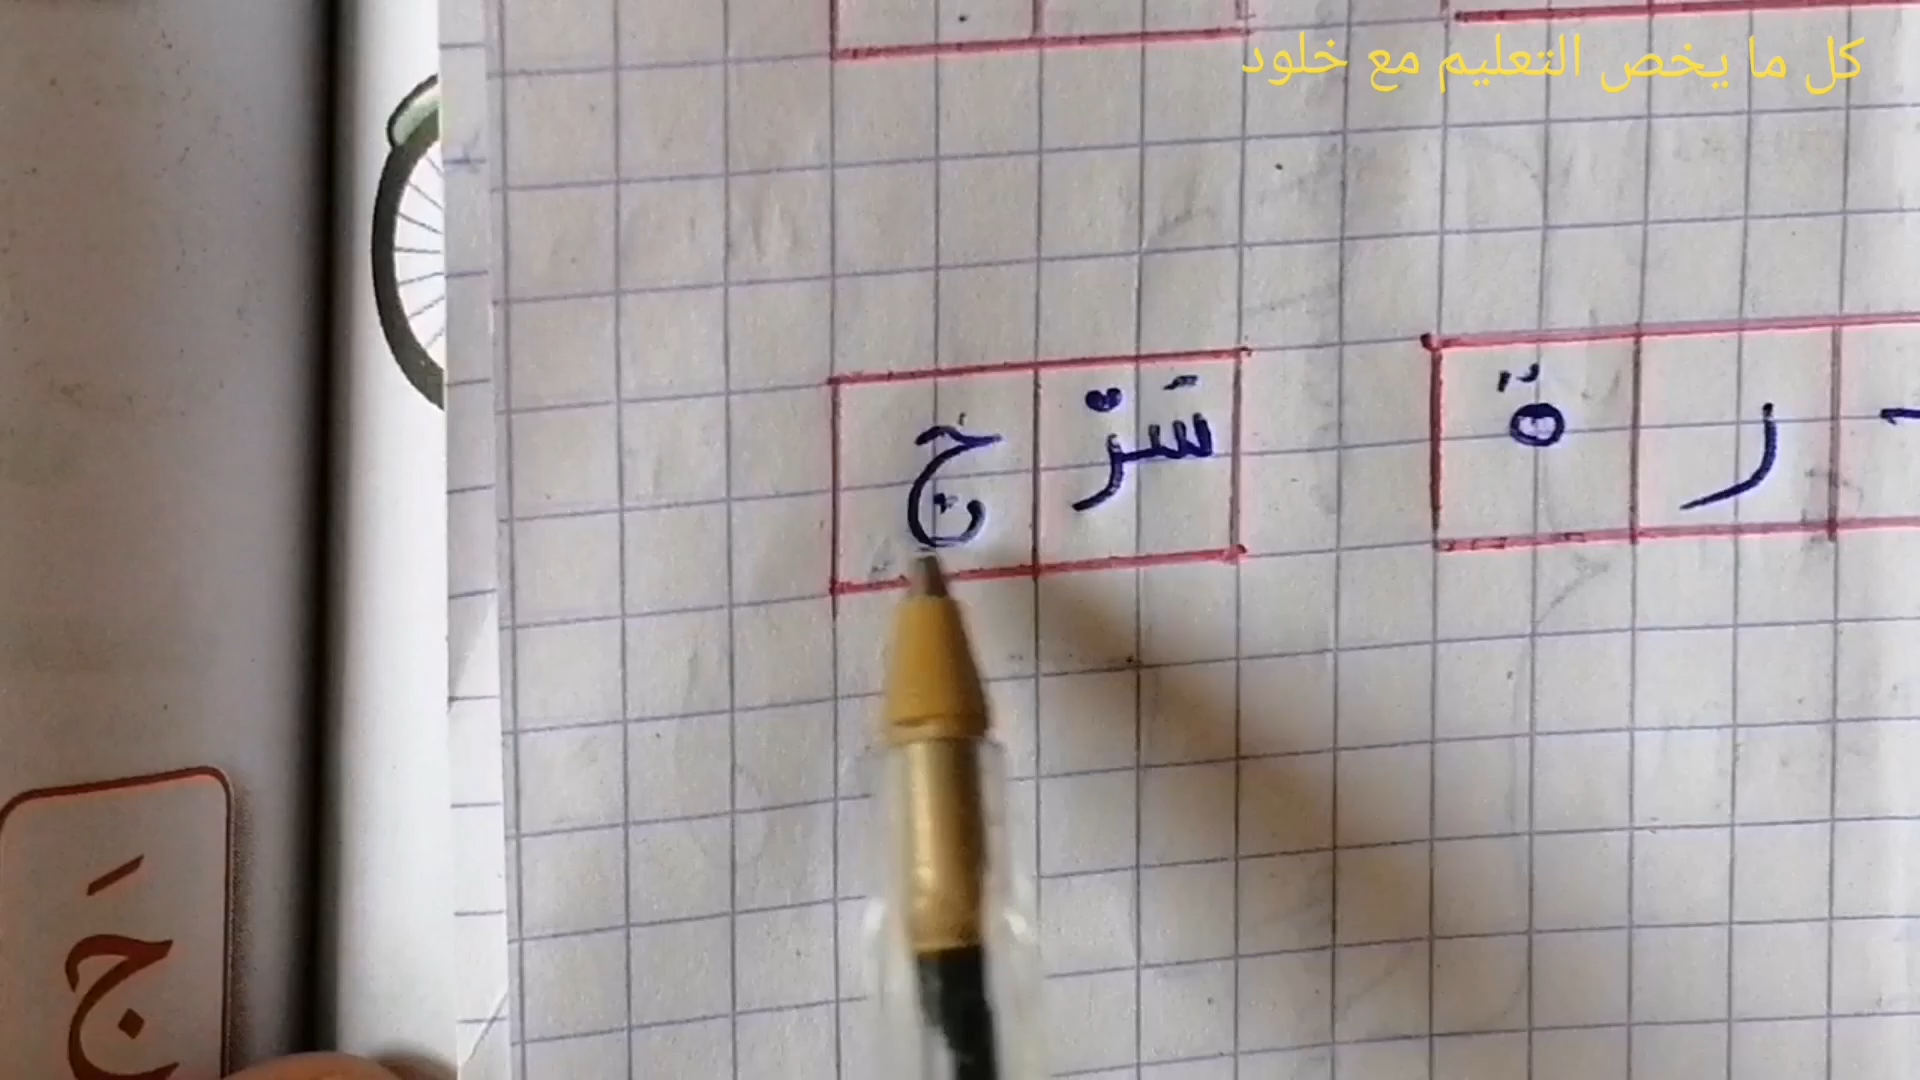 كل ما يخص التعليم مع خلود
ةَ ر
سَرْ جَ
جَ